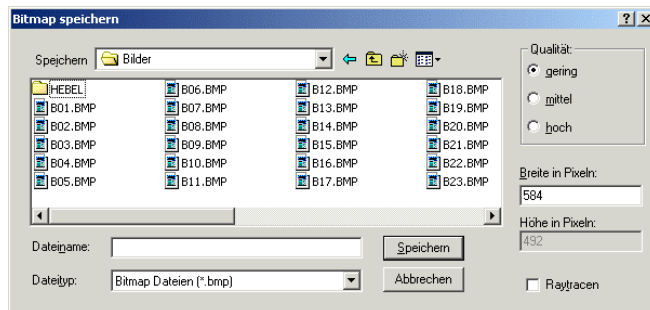 Bitmap speichern
Speichern Bilder
HEBEL B06.BMP B12.BMP B18.BMP
B01.BMP B07.BMP B13.BMP B19.BMP
B02.BMP B08.BMP B14.BMP B20.BMP
B03.BMP B09.BMP B15.BMP B21.BMP
B04.BMP B10.BMP B16.BMP B22.BMP
B05.BMP B11.BMP B17.BMP B23.BMP
Dateiname: Speichern
Dateityp: Bitmap Dateien (*.bmp) Abbrechen
Qualität:
gering
mittel
hoch
Breite in Pixeln:
584
Höhe in Pixeln:
492
Raytracen